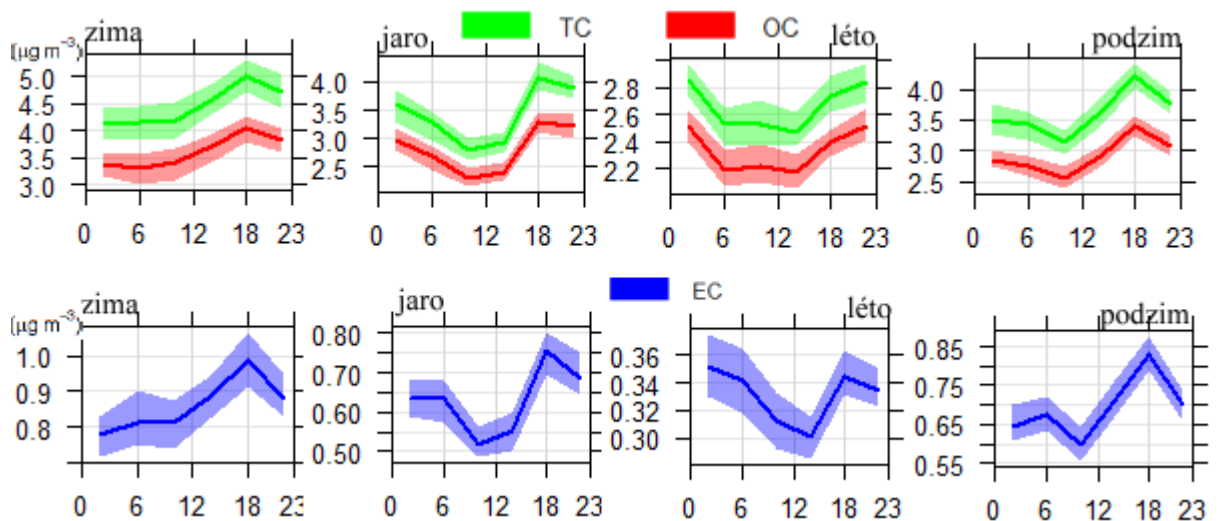 zima jaro TC OC léto podzim
[µg m⁻³)
5.0 4.0 2.8 4.0
4.5 3.5 2.6 3.5
4.0 3.0 2.4 3.0
3.5 2.5 2.2 2.5
3.0
0 6 12 18 23 0 6 12 18 23 0 6 12 18 23 0 6 12 18 23
zima jaro EC léto podzim
[µg m⁻³)
1.0 0.80 0.36 0.85
0.9 0.70 0.34 0.75
0.8 0.60 0.32 0.65
0.50 0.30 0.55
0 6 12 18 23 0 6 12 18 23 0 6 12 18 23 0 6 12 18 23